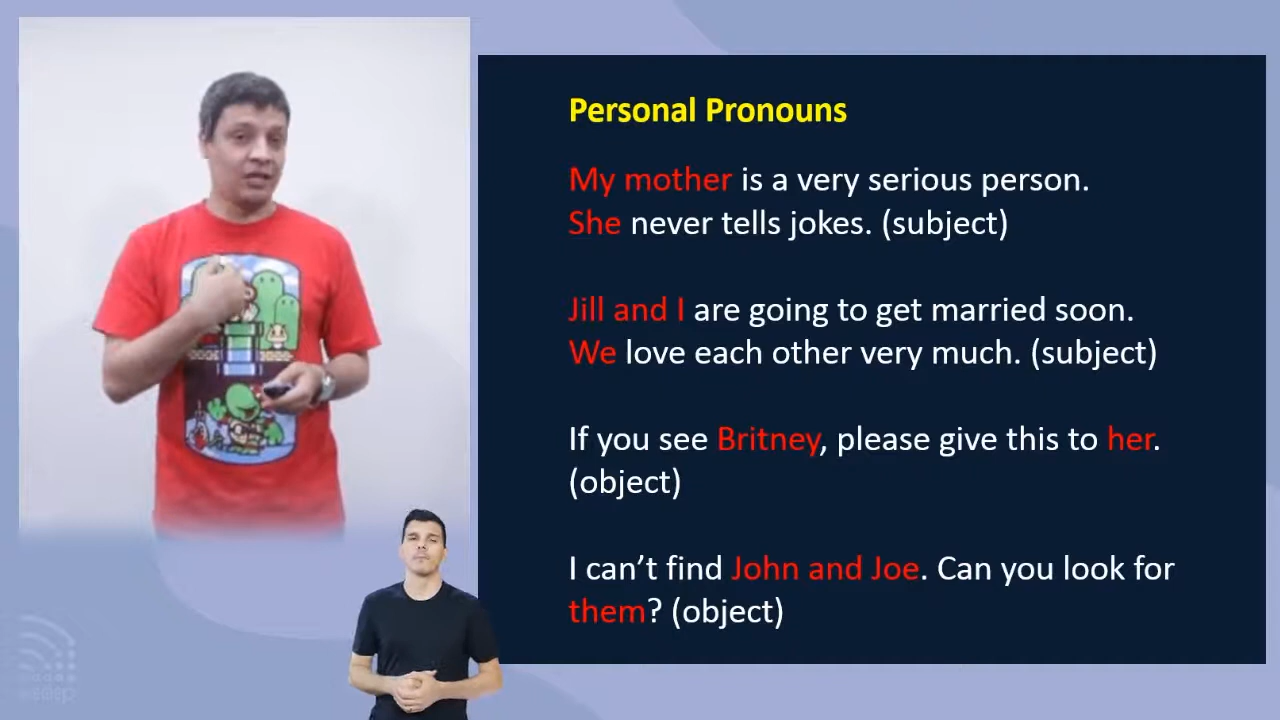 Personal Pronouns
My mother is a very serious person.
She never tells jokes. (subject)
Jill and I are going to get married soon.
We love each other very much. (subject)
If you see Britney, please give this to her.
(object)
I can’t find John and Joe. Can you look for
them? (object)